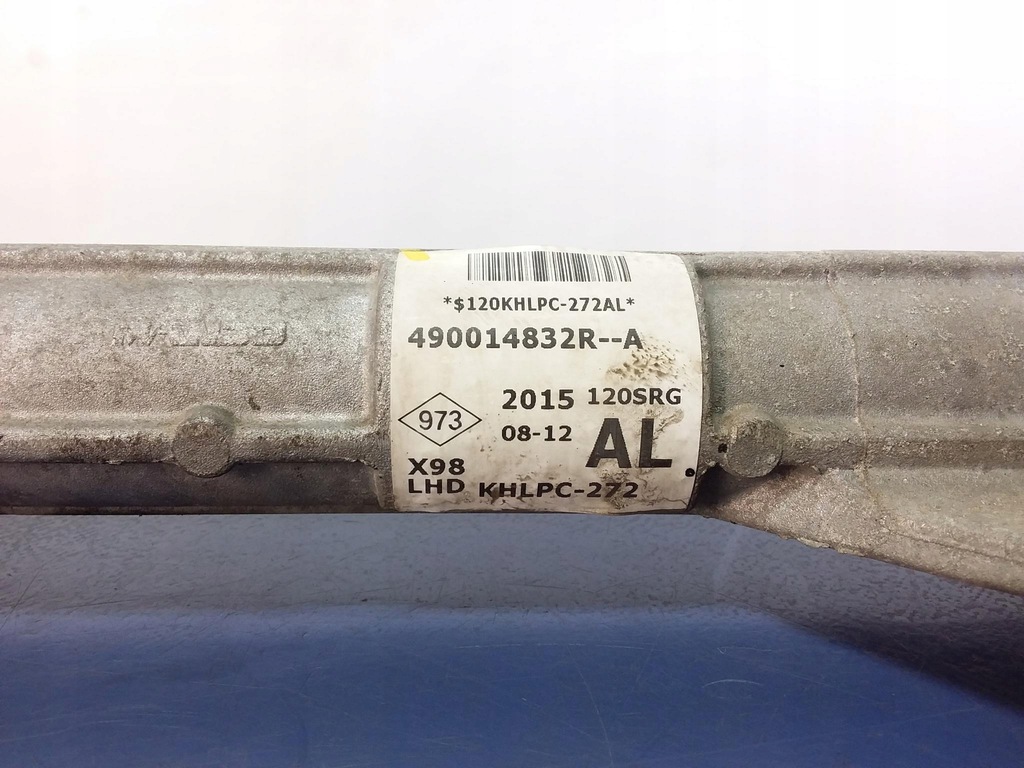 *$120KHLPC-272AL*
490014832R--A
973
2015 120SRG
08-12 AL
X98
LHD KHLPC-272